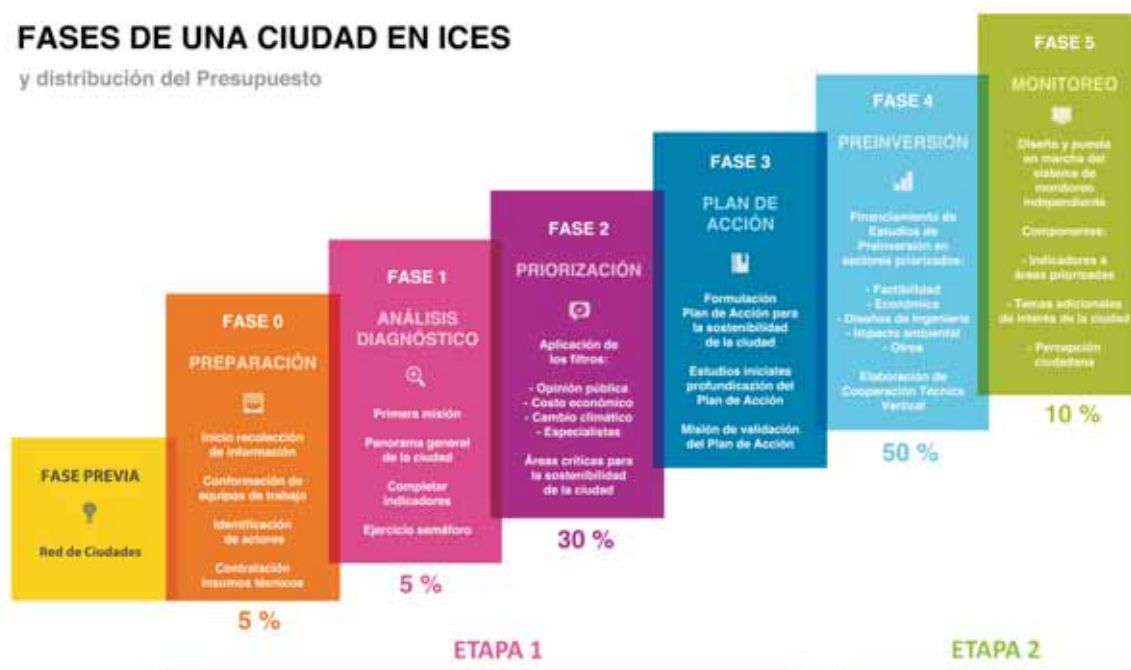 FASES DE UNA CIUDAD EN ICES
y distribución del Presupuesto
FASE PREVIA
Red de Ciudades
FASE 0
PREPARACIÓN
Inicio recolección
de información
Conformación de
equipos de trabajo
Identificación
de actores
Contratación
insumos técnicos
5 %
FASE 1
ANÁLISIS
DIAGNÓSTICO
Primera misión
Panorama general
de la ciudad
Completar
indicadores
Ejercicio semáforo
5 %
FASE 2
PRIORIZACIÓN
Aplicación de
los filtros:
- Opinión pública
- Costo económico
- Cambio climático
- Especialistas
Áreas críticas para
la sostenibilidad
de la ciudad
30 %
FASE 3
PLAN DE
ACCIÓN
Formulación
Plan de Acción para
la sostenibilidad
de la ciudad
Estudios iniciales
profundización del
Plan de Acción
Misión de validación
del Plan de Acción
FASE 4
PREINVERSIÓN
Financiamiento de
Estudios de
Preinversión en
sectores priorizados:
- Factibilidad
- Económica
- Diseños de Ingeniería
- Impacto ambiental
- Otros
Elaboración de
Cooperación Técnica
Vertical
50 %
FASE 5
MONITOREO
Diseño y puesta
en marcha del
sistema de
monitoreo
independiente
Componentes:
- Indicadores a
áreas priorizadas
- Temas adicionales
de interés de la ciudad
- Percepción
ciudadana
10 %
ETAPA 1
ETAPA 2